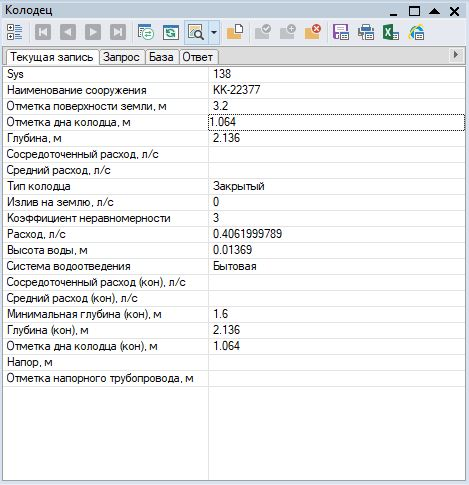 Колодец
Текущая запись Запрос База Ответ
Sys 138
Наименование сооружения КК-22377
Отметка поверхности земли, м 3.2
Отметка дна колодца, м 1.064
Глубина, м 2.136
Сосредоточенный расход, л/с
Средний расход, л/с
Тип колодца Закрытый
Излив на землю, л/с 0
Коэффициент неравномерности 3
Расход, л/с 0.4061999789
Высота воды, м 0.01369
Система водоотведения Бытовая
Сосредоточенный расход (кон), л/с
Средний расход (кон), л/с
Минимальная глубина (кон), м 1.6
Глубина (кон), м 2.136
Отметка дна колодца (кон), м 1.064
Напор, м
Отметка напорного трубопровода, м